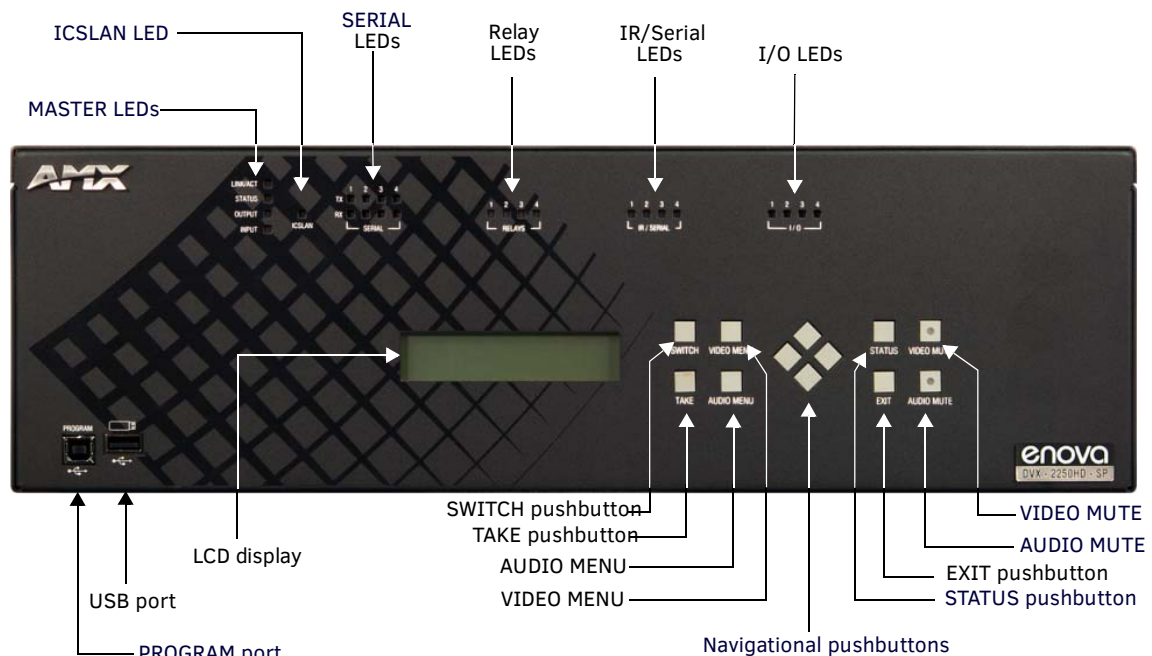 SERIAL
LEDs
ICSLAN LED
Relay
LEDs
IR/Serial
LEDs
I/O LEDs
MASTER LEDs
AMX
LINK/ACT
STATUS
OUTPUT
INPUT
ICSLAN
1 2 3 4
TX
RX
SERIAL
1 2 3 4
RELAYS
1 2 3 4
IR / SERIAL
1 2 3 4
I / O
SWITCH
VIDEO MENU
STATUS
VIDEO MUTE
TAKE
AUDIO MENU
EXIT
AUDIO MUTE
PROGRAM
enova
DVX - 2250HD - SP
SWITCH pushbutton
TAKE pushbutton
AUDIO MENU
VIDEO MENU
LCD display
USB port
PROGRAM port
VIDEO MUTE
AUDIO MUTE
EXIT pushbutton
STATUS pushbutton
Navigational pushbuttons